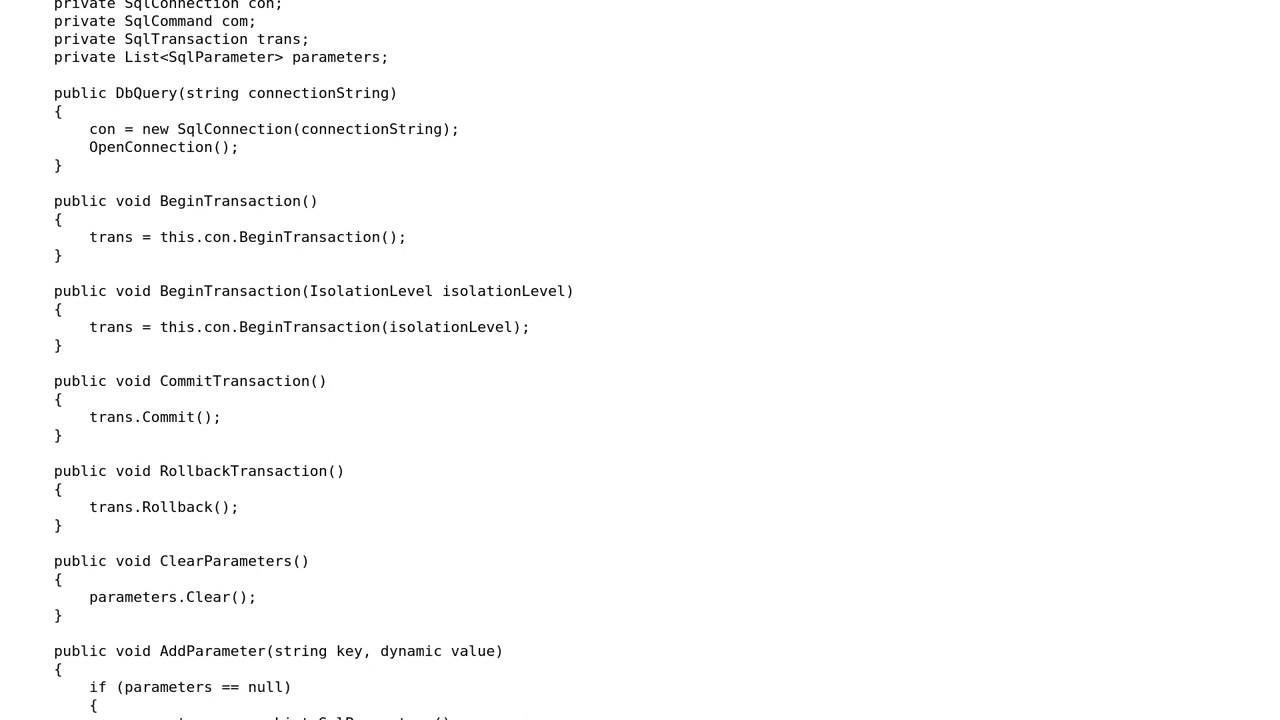 private SqlConnection con;
private SqlCommand com;
private SqlTransaction trans;
private List<SqlParameter> parameters;
public DbQuery(string connectionString)
{
con = new SqlConnection(connectionString);
OpenConnection();
}
public void BeginTransaction()
{
trans = this.con.BeginTransaction();
}
public void BeginTransaction(IsolationLevel isolationLevel)
{
trans = this.con.BeginTransaction(isolationLevel);
}
public void CommitTransaction()
{
trans.Commit();
}
public void RollbackTransaction()
{
trans.Rollback();
}
public void ClearParameters()
{
parameters.Clear();
}
public void AddParameter(string key, dynamic value)
{
if (parameters == null)
{